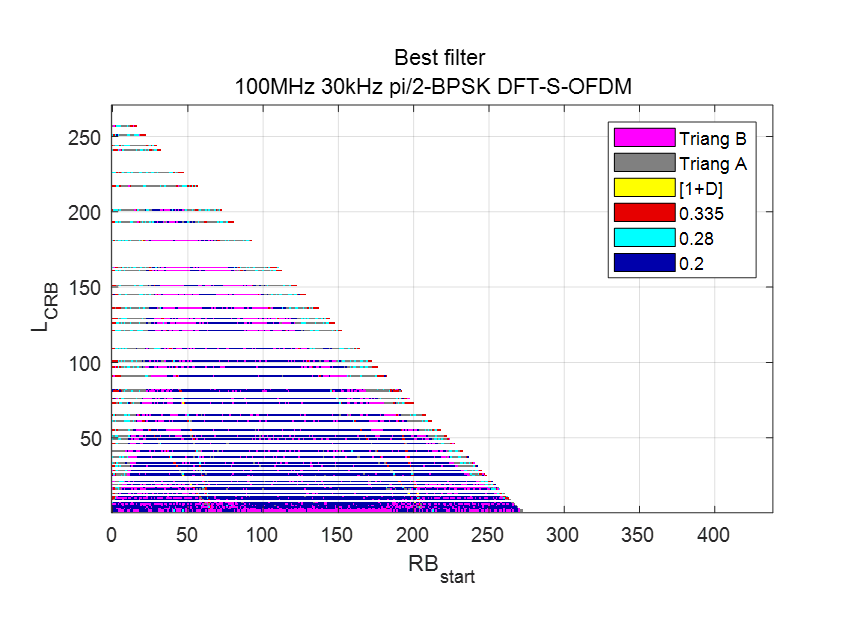 Best filter
100MHz 30kHz pi/2-BPSK DFT-S-OFDM
Triang B
Triang A
[1+D]
0.335
0.28
0.2
250
200
150
100
50
L_CRB
0 50 100 150 200 250 300 350 400
RB_start